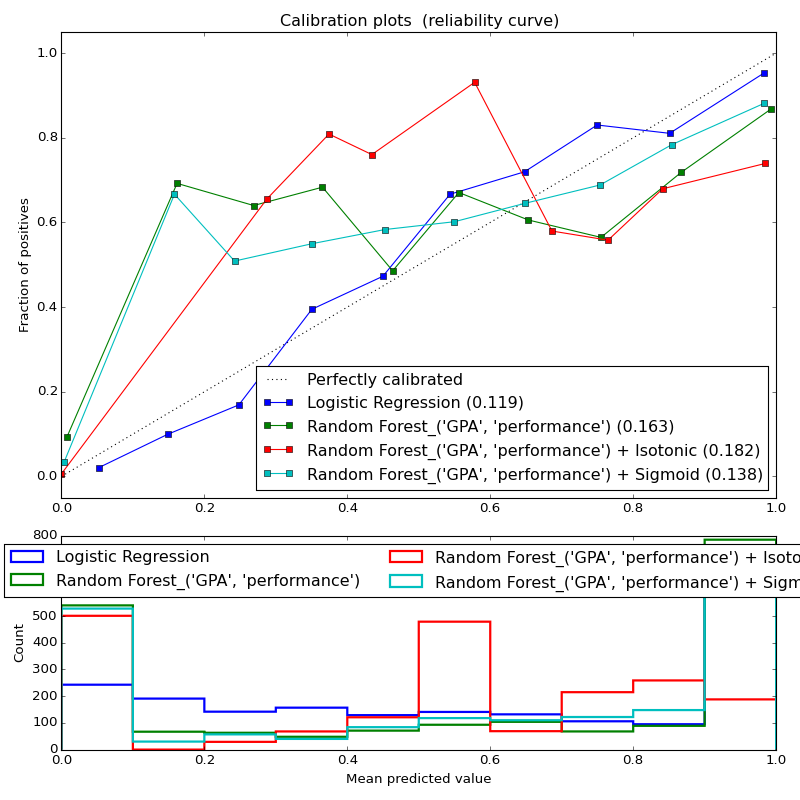 Calibration plots (reliability curve)
1.0
0.8
0.6
0.4
0.2
0.0
Fraction of positives
Perfectly calibrated
Logistic Regression (0.119)
Random Forest_('GPA', 'performance') (0.163)
Random Forest_('GPA', 'performance') + Isotonic (0.182)
Random Forest_('GPA', 'performance') + Sigmoid (0.138)
0.0 0.2 0.4 0.6 0.8 1.0
800
Logistic Regression
Random Forest_('GPA', 'performance')
Random Forest_('GPA', 'performance') + Isoto
Random Forest_('GPA', 'performance') + Sigm
500
400
300
200
100
0
Count
0.0 0.2 0.4 0.6 0.8 1.0
Mean predicted value